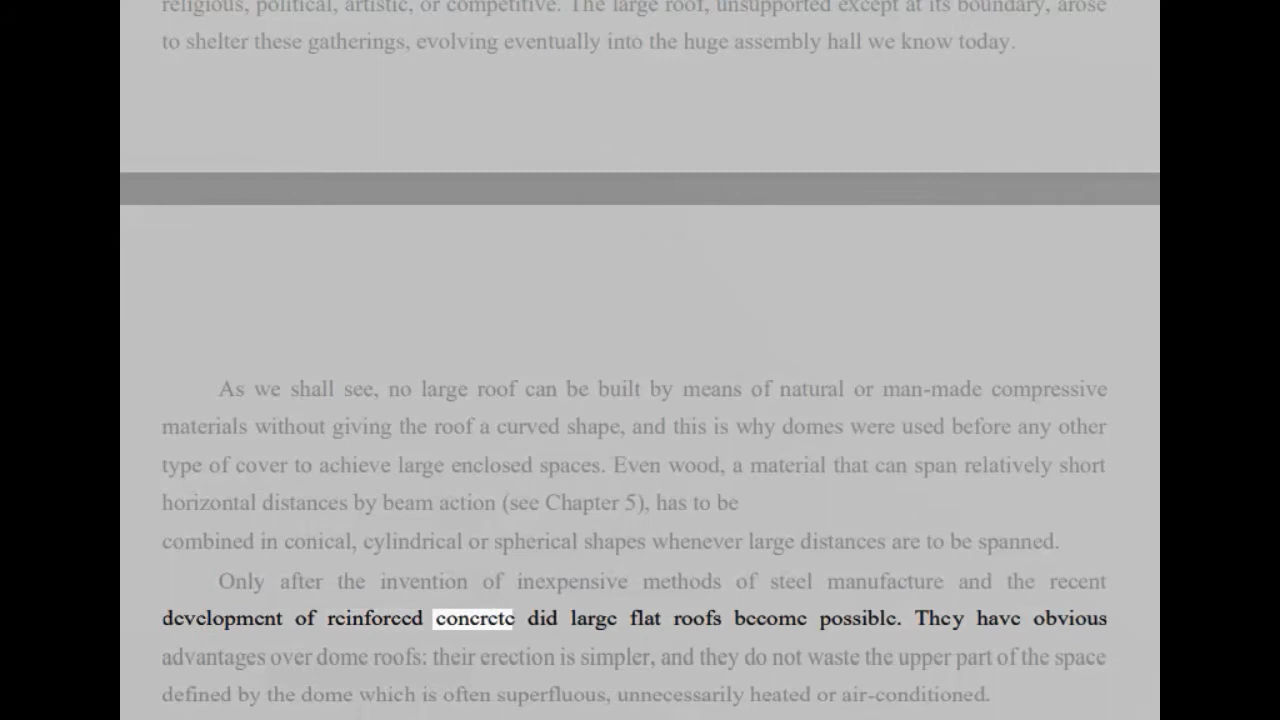 religious, political, artistic, or competitive. The large roof, unsupported except at its boundary, arose
to shelter these gatherings, evolving eventually into the huge assembly hall we know today.
As we shall see, no large roof can be built by means of natural or man-made compressive
materials without giving the roof a curved shape, and this is why domes were used before any other
type of cover to achieve large enclosed spaces. Even wood, a material that can span relatively short
horizontal distances by beam action (see Chapter 5), has to be
combined in conical, cylindrical or spherical shapes whenever large distances are to be spanned.
Only after the invention of inexpensive methods of steel manufacture and the recent
development of reinforced concrete did large flat roofs become possible. They have obvious
advantages over dome roofs: their erection is simpler, and they do not waste the upper part of the space
defined by the dome which is often superfluous, unnecessarily heated or air-conditioned.